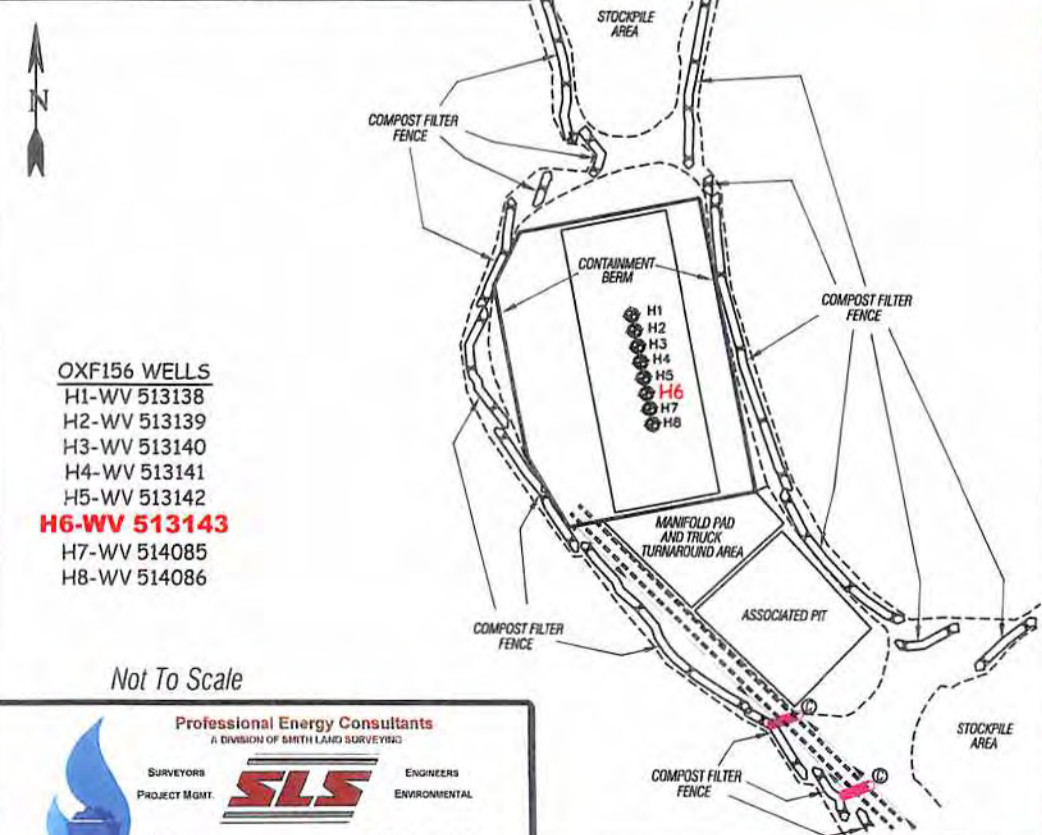 STOCKPILE
AREA
N
COMPOST FILTER
FENCE
CONTAINMENT
BERM
COMPOST FILTER
FENCE
H1
H2
H3
H4
H5
H6
H7
H8
OXF156 WELLS
H1-WV 513138
H2-WV 513139
H3-WV 513140
H4-WV 513141
H5-WV 513142
H6-WV 513143
H7-WV 514085
H8-WV 514086
MANIFOLD PAD
AND TRUCK
TURNAROUND AREA
ASSOCIATED PIT
COMPOST FILTER
FENCE
Not To Scale
C
STOCKPILE
AREA
COMPOST FILTER
FENCE
C
Professional Energy Consultants
A DIVISION OF SMITH LAND SURVEYING
SURVEYORS
PROJECT MGMT.
SLS
ENGINEERS
ENVIRONMENTAL